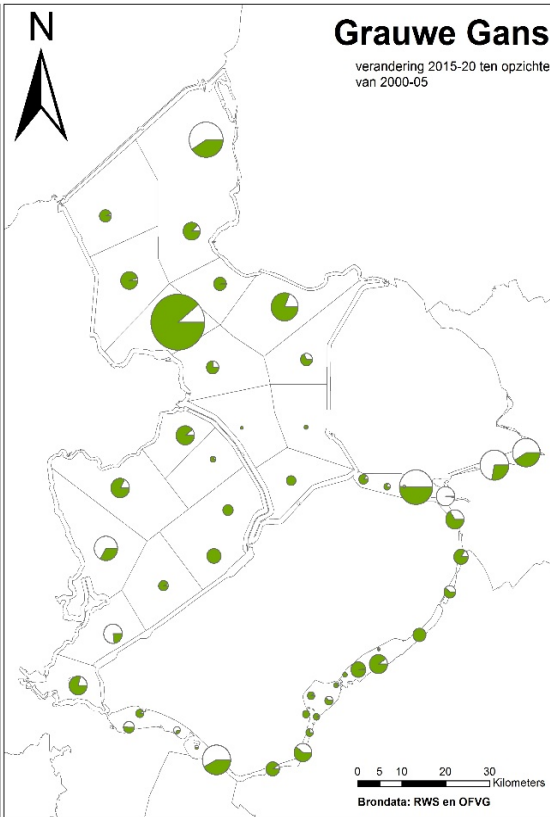 N
Grauwe Gans
verandering 2015-20 ten opzichte
van 2000-05
0 5 10 20 30
Kilometers
Brondata: RWS en OFVG